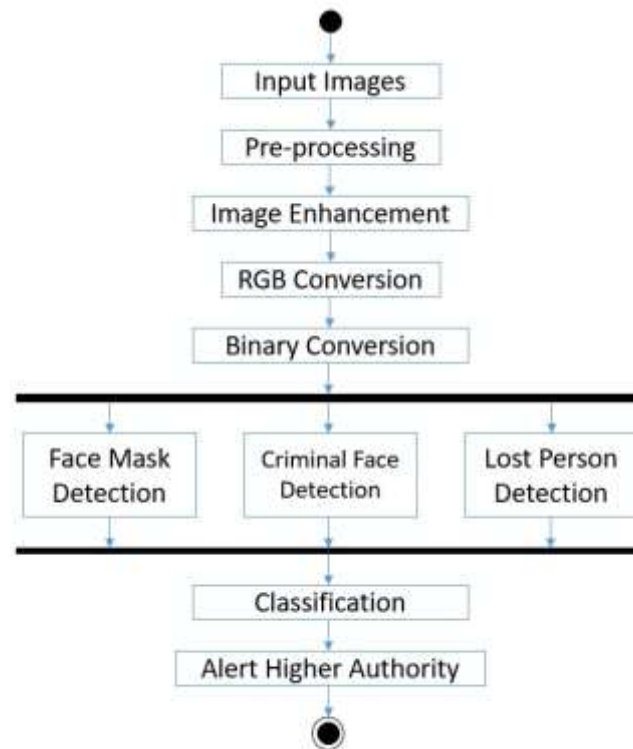 Input Images
Pre-processing
Image Enhancement
RGB Conversion
Binary Conversion
Face Mask
Detection
Criminal Face
Detection
Lost Person
Detection
Classification
Alert Higher Authority